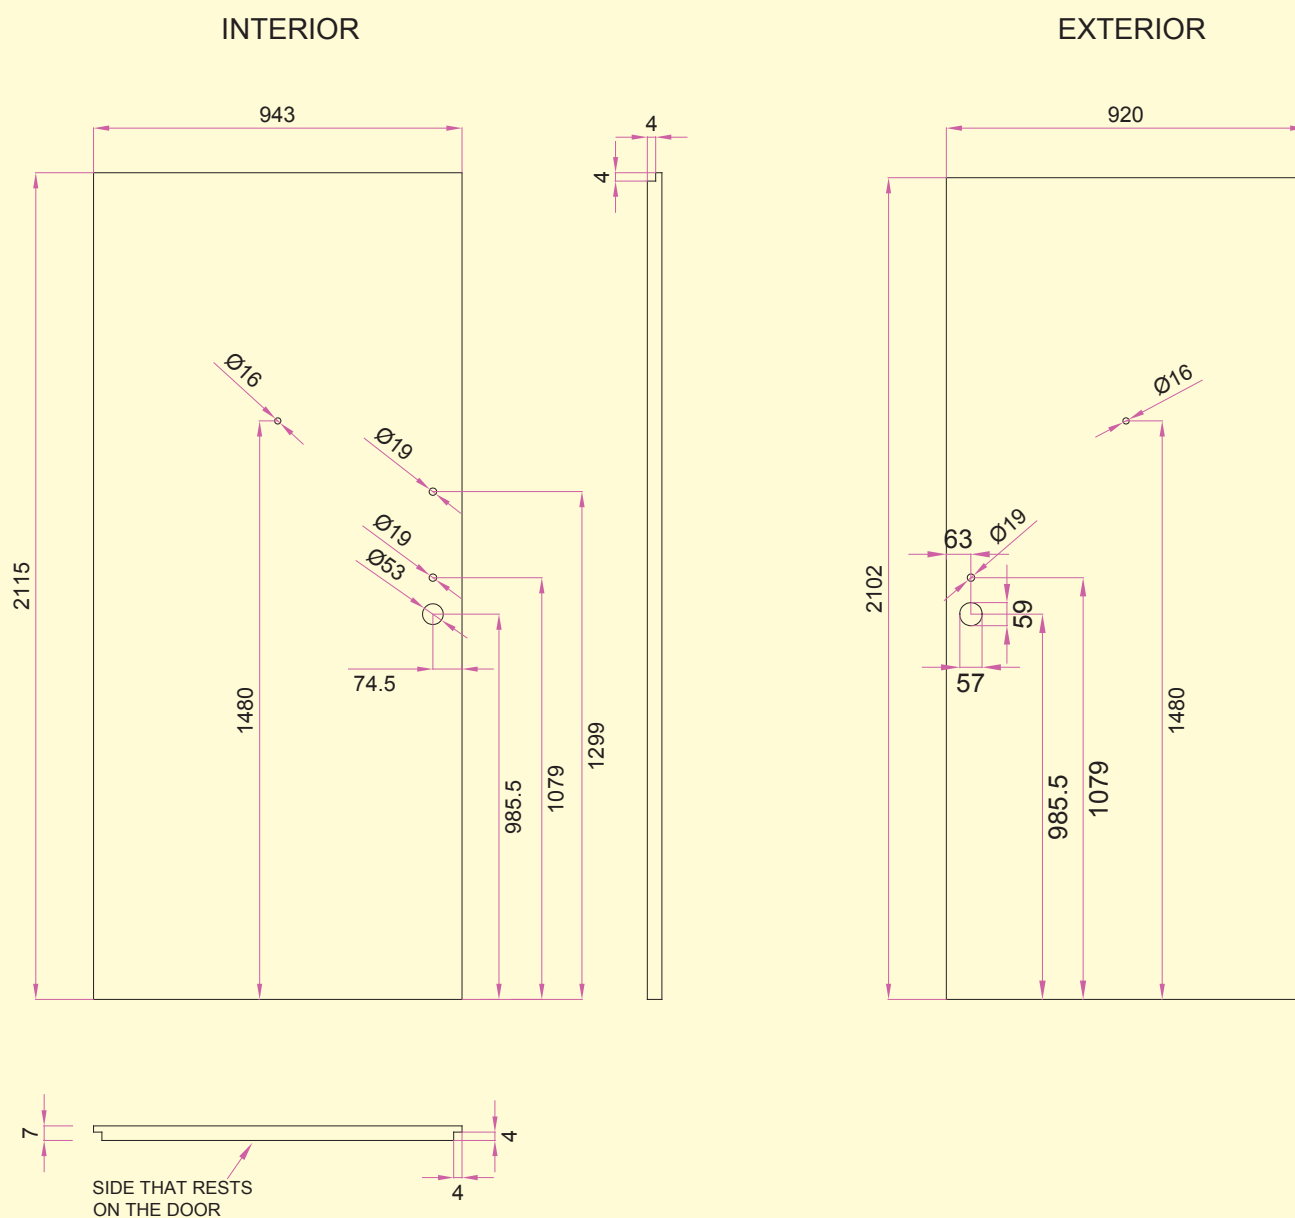 INTERIOR
EXTERIOR
943
4
920
4
Ø16
Ø16
Ø19
Ø19
Ø19
63
Ø53
2115
2102
59
74.5
57
1480
1480
1299
1079
985.5
1079
985.5
7
4
4
SIDE THAT RESTS
ON THE DOOR